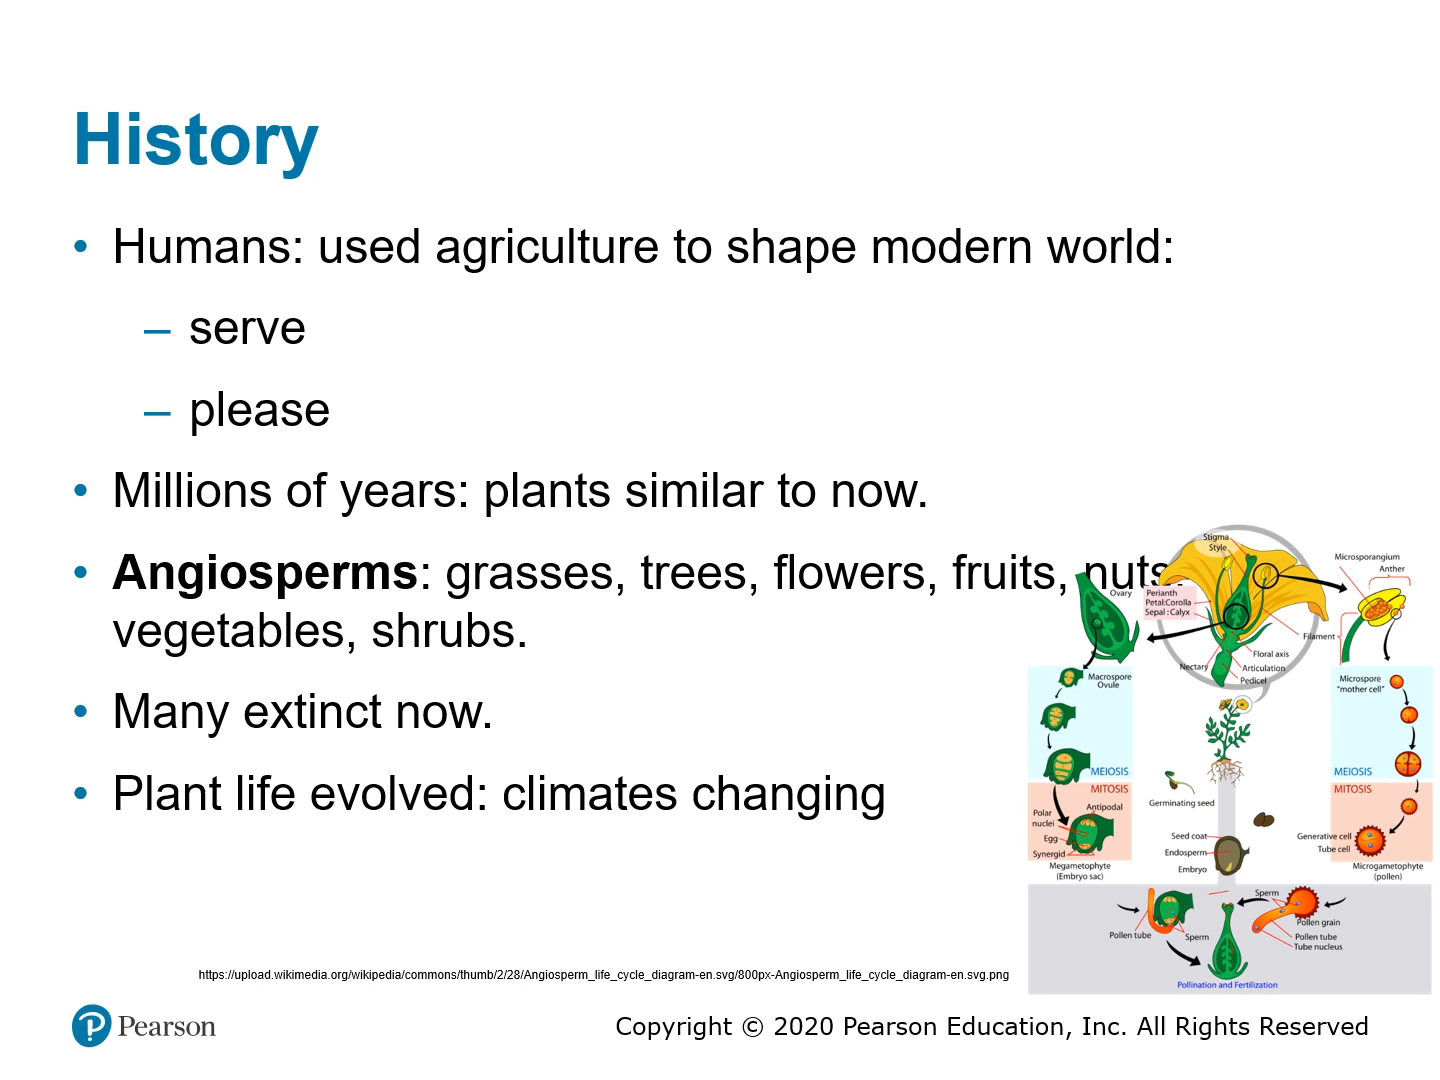 History
• Humans: used agriculture to shape modern world:
– serve
– please
• Millions of years: plants similar to now.
• Angiosperms: grasses, trees, flowers, fruits, nuts,
vegetables, shrubs.
• Many extinct now.
• Plant life evolved: climates changing
Stigma
Style
Ovary
Perianth
Petal:Corolla
Sepal :Calyx
Microsporangium
Anther
Filament
Floral axis
Nectary
Articulation
Pedicel
Macrospore
Ovule
Microspore
"mother cell"
MEIOSIS
MEIOSIS
MITOSIS
MITOSIS
Germinating seed
Polar
nuclei
Antipodal
Egg
Synergid
Megametophyte
(Embryo sac)
Seed coat
Endosperm
Embryo
Generative cell
Tube cell
Microgametophyte
(pollen)
Sperm
Pollen grain
Pollen tube
Sperm
Pollen tube
Tube nucleus
Pollination and Fertilization
https://upload.wikimedia.org/wikipedia/commons/thumb/2/28/Angiosperm_life_cycle_diagram-en.svg/800px-Angiosperm_life_cycle_diagram-en.svg.png
P Pearson
Copyright © 2020 Pearson Education, Inc. All Rights Reserved